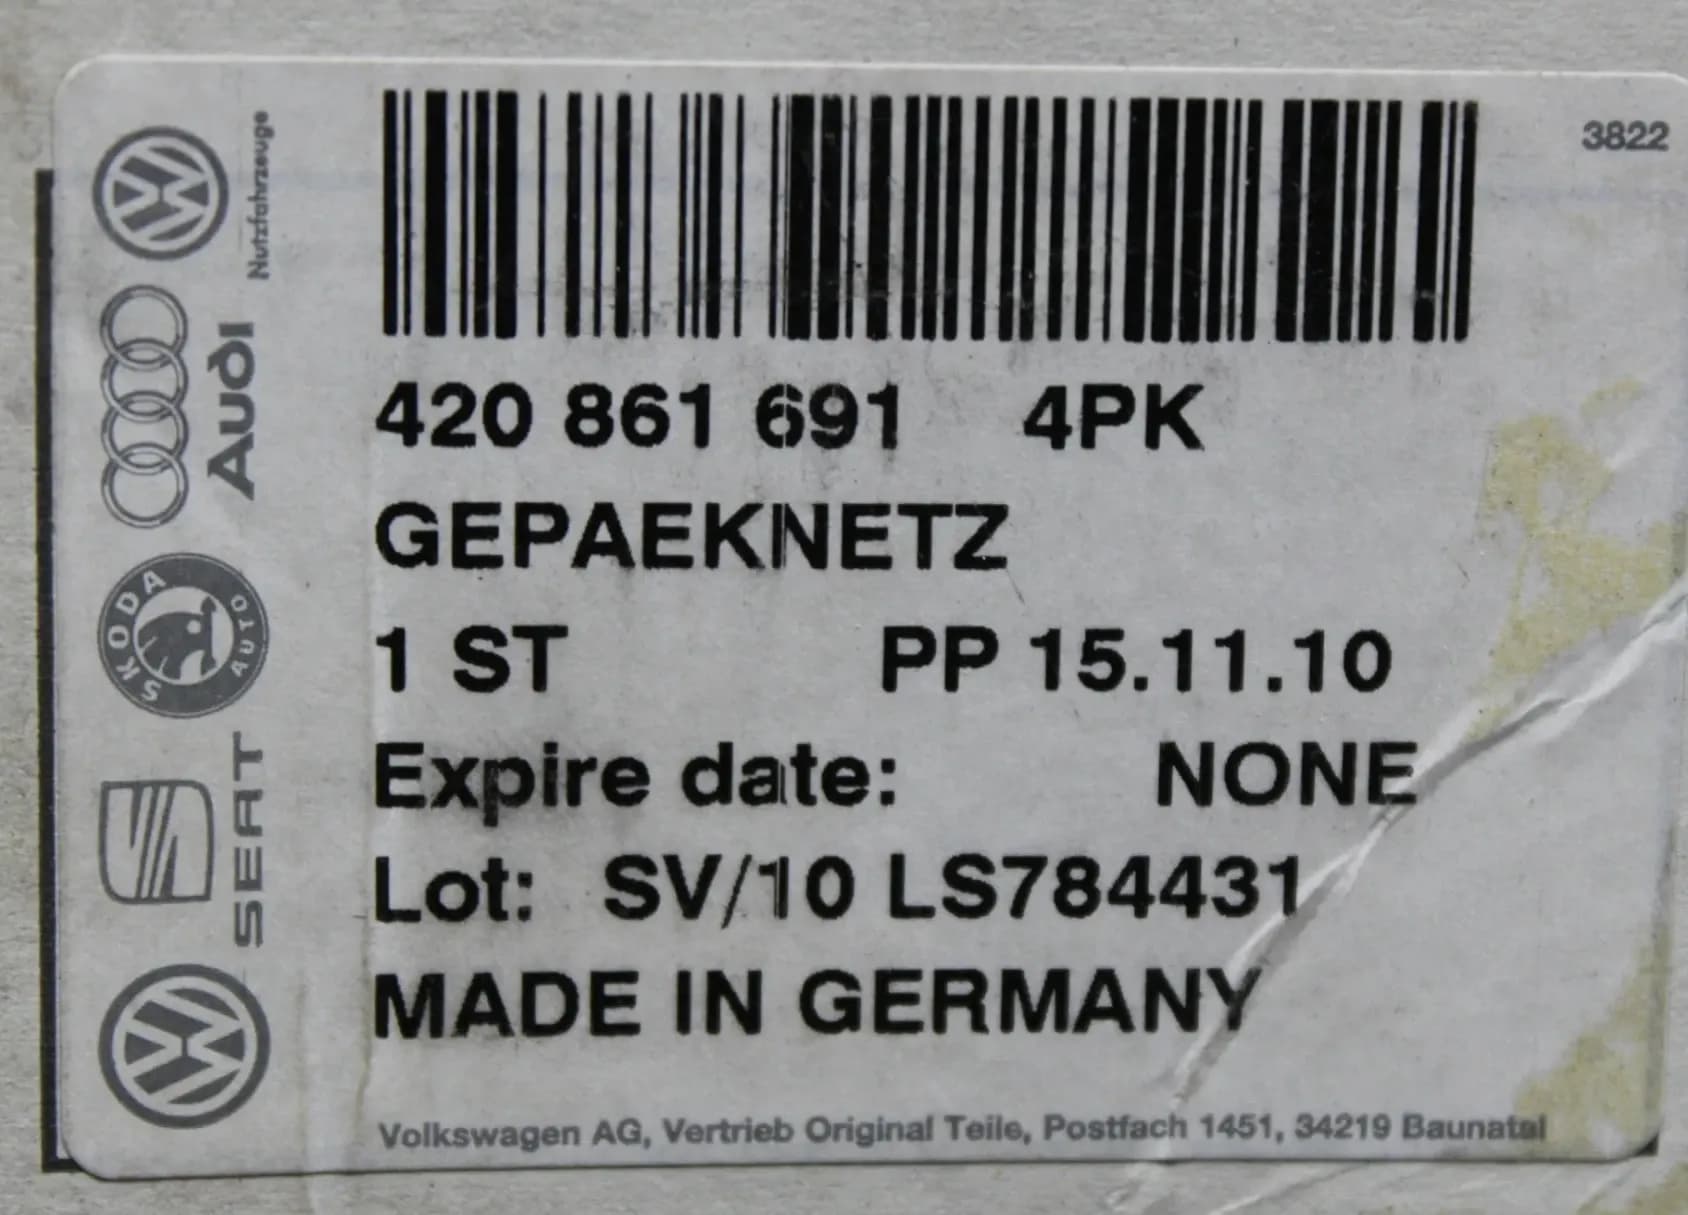 3822
Nutzfahrzeuge
Audi
SKODA AUTO
SEAT
420 861 691 4PK
GEPAEKNETZ
1 ST PP 15.11.10
Expire date: NONE
Lot: SV/10 LS784431
MADE IN GERMANY
Volkswagen AG, Vertrieb Original Teile, Postfach 1451, 34219 Baunatal